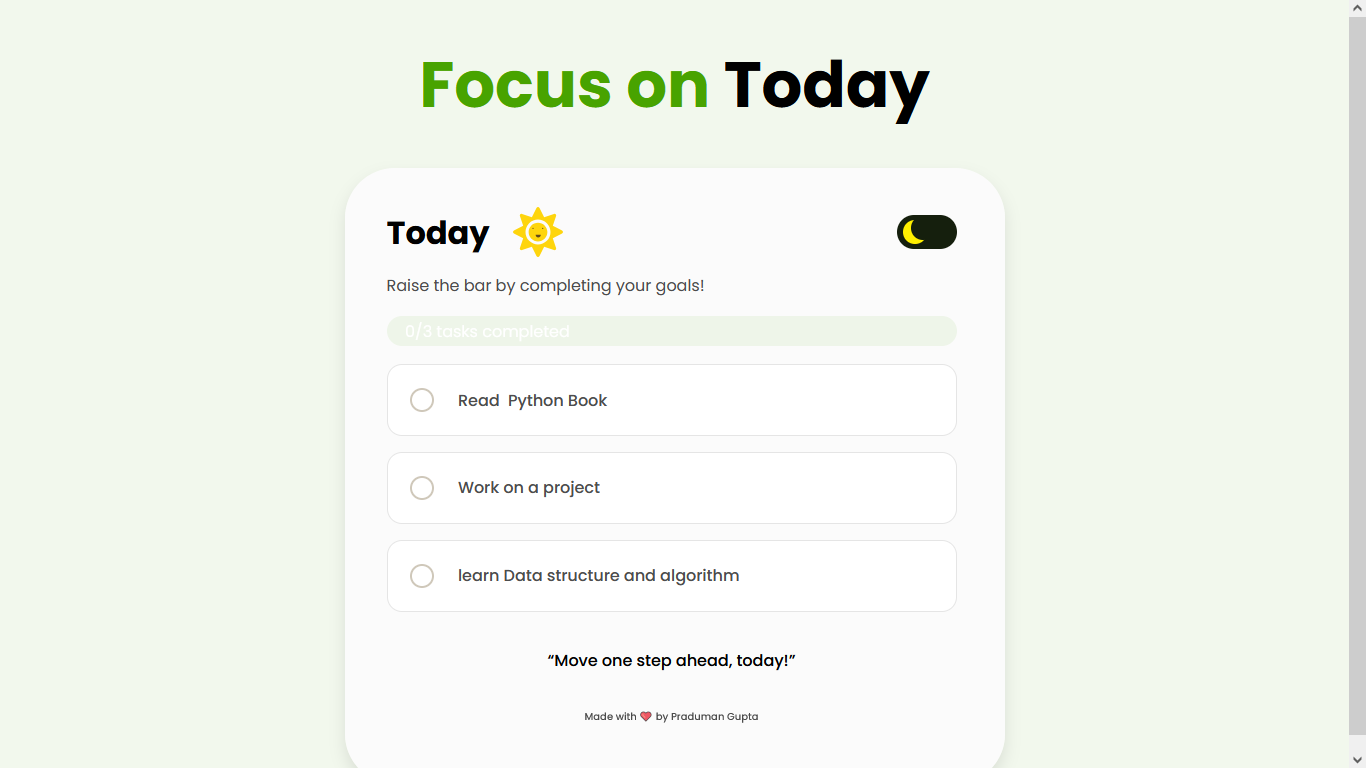 Focus on Today
Today
Raise the bar by completing your goals!
0/3 tasks completed
Read  Python Book
Work on a project
learn Data structure and algorithm
“Move one step ahead, today!”
Made with ❤ by Praduman Gupta